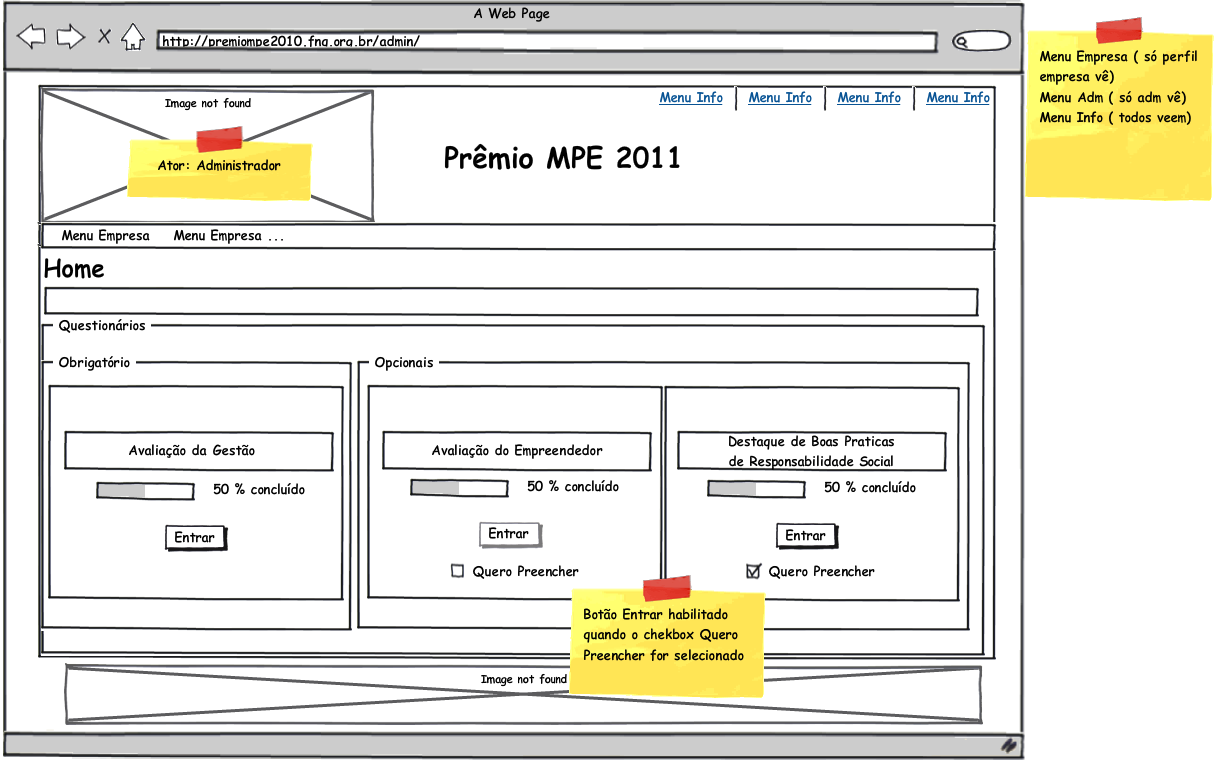 A Web Page
http://premiompe2010.fnq.org.br/admin/
Menu Empresa ( só perfil
empresa vê)
Menu Adm ( só adm vê)
Menu Info ( todos veem)
Image not found
Menu Info
Menu Info
Menu Info
Menu Info
Ator: Administrador
Prêmio MPE 2011
Menu Empresa
Menu Empresa ...
Home
Questionários
Obrigatório
Opcionais
Avaliação da Gestão
50 % concluído
Entrar
Avaliação do Empreendedor
50 % concluído
Entrar
Quero Preencher
Destaque de Boas Praticas
de Responsabilidade Social
50 % concluído
Entrar
Quero Preencher
Botão Entrar habilitado
quando o chekbox Quero
Preencher for selecionado
Image not found